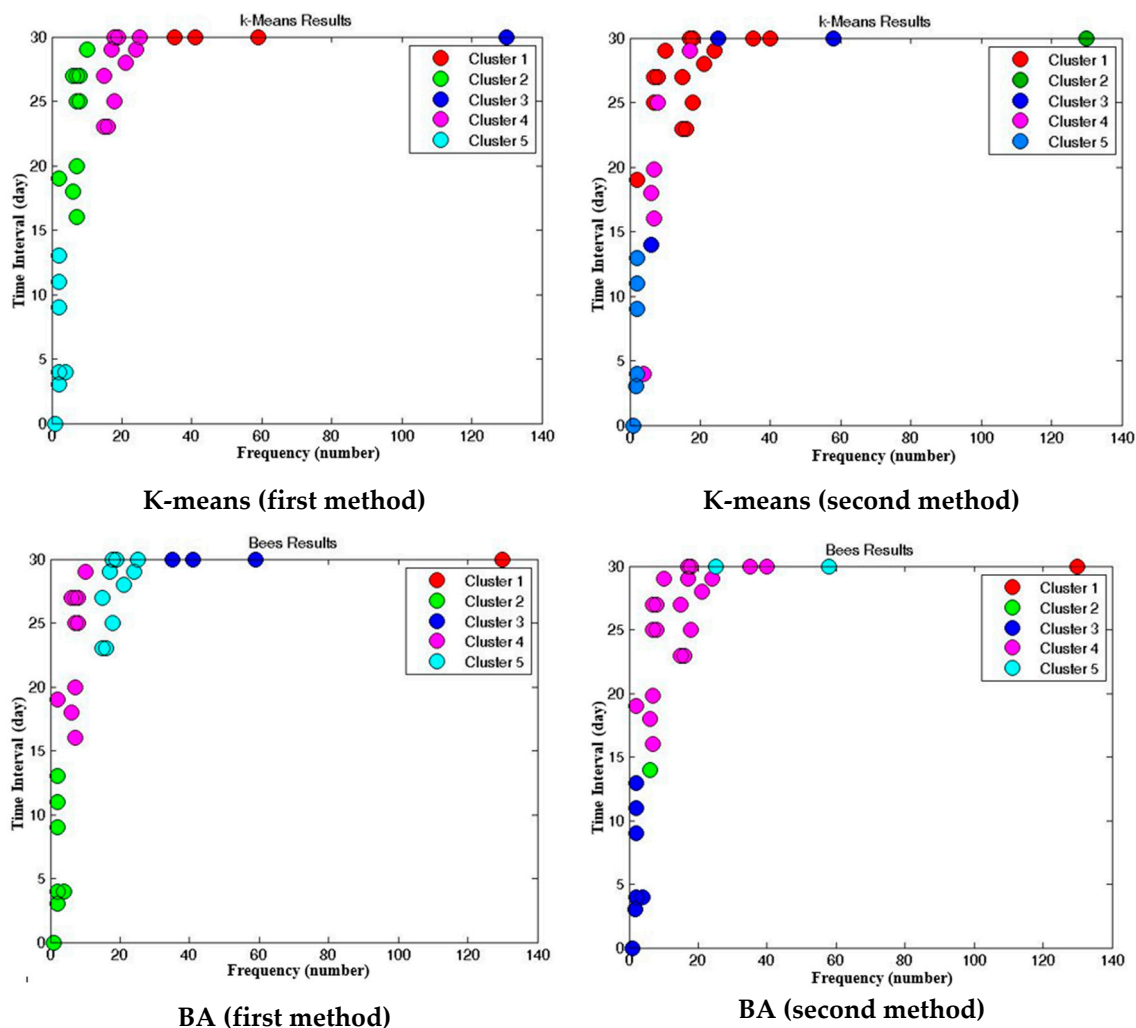 k-Means Results
30
25
20
15
10
5
0
Time Interval (day)
Cluster 1
Cluster 2
Cluster 3
Cluster 4
Cluster 5
0 20 40 60 80 100 120 140
Frequency (number)
K-means (first method)
k-Means Results
30
25
20
15
10
5
0
Time Interval (day)
Cluster 1
Cluster 2
Cluster 3
Cluster 4
Cluster 5
0 20 40 60 80 100 120 140
Frequency (number)
K-means (second method)
Bees Results
30
25
20
15
10
5
0
Time Interval (day)
Cluster 1
Cluster 2
Cluster 3
Cluster 4
Cluster 5
0 20 40 60 80 100 120 140
Frequency (number)
BA (first method)
Bees Results
30
25
20
15
10
5
0
Time Interval (day)
Cluster 1
Cluster 2
Cluster 3
Cluster 4
Cluster 5
0 20 40 60 80 100 120 140
Frequency (number)
BA (second method)